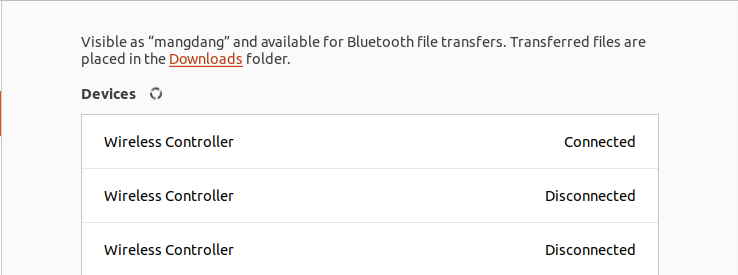 Visible as “mangdang” and available for Bluetooth file transfers. Transferred files are
placed in the Downloads folder.
Devices
Wireless Controller Connected
Wireless Controller Disconnected
Wireless Controller Disconnected